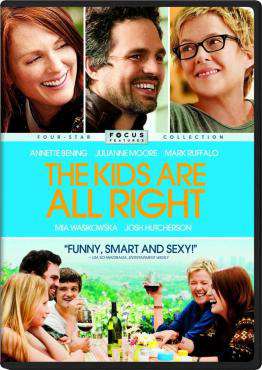 FOUR-STAR
FOCUS
FEATURES
COLLECTION
ANNETTE BENING JULIANNE MOORE MARK RUFFALO
THE KIDS ARE
ALL RIGHT
MIA WASIKOWSKA JOSH HUTCHERSON
"FUNNY, SMART AND SEXY!"